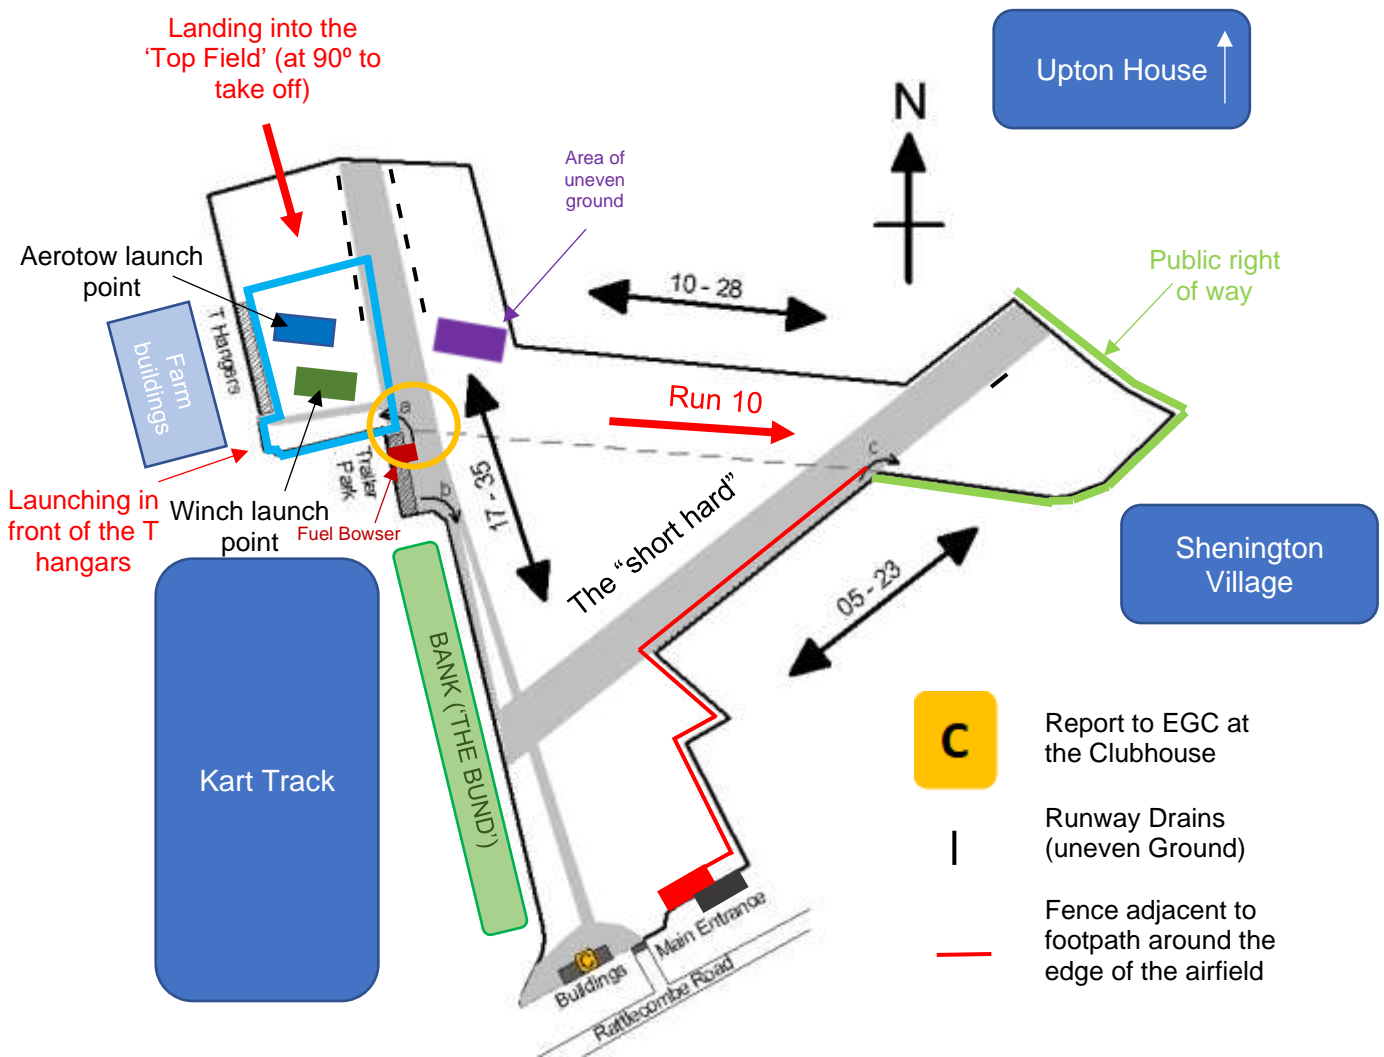 Landing into the
‘Top Field’ (at 90º to
take off)
Upton House
N
Area of
uneven
ground
Aerotow launch
point
10 - 28
Public right
of way
T Hangers
Farm
buildings
Run 10
a
c
Trailer
Park
b
17 - 35
Launching in
front of the T
hangars
Winch launch
point
Fuel Bowser
The “short hard”
Shenington
Village
05 - 23
BANK (‘THE BUND’)
Kart Track
C
Report to EGC at
the Clubhouse
Runway Drains
(uneven Ground)
Fence adjacent to
footpath around the
edge of the airfield
Main Entrance
C
Buildings
Rattlecombe Road